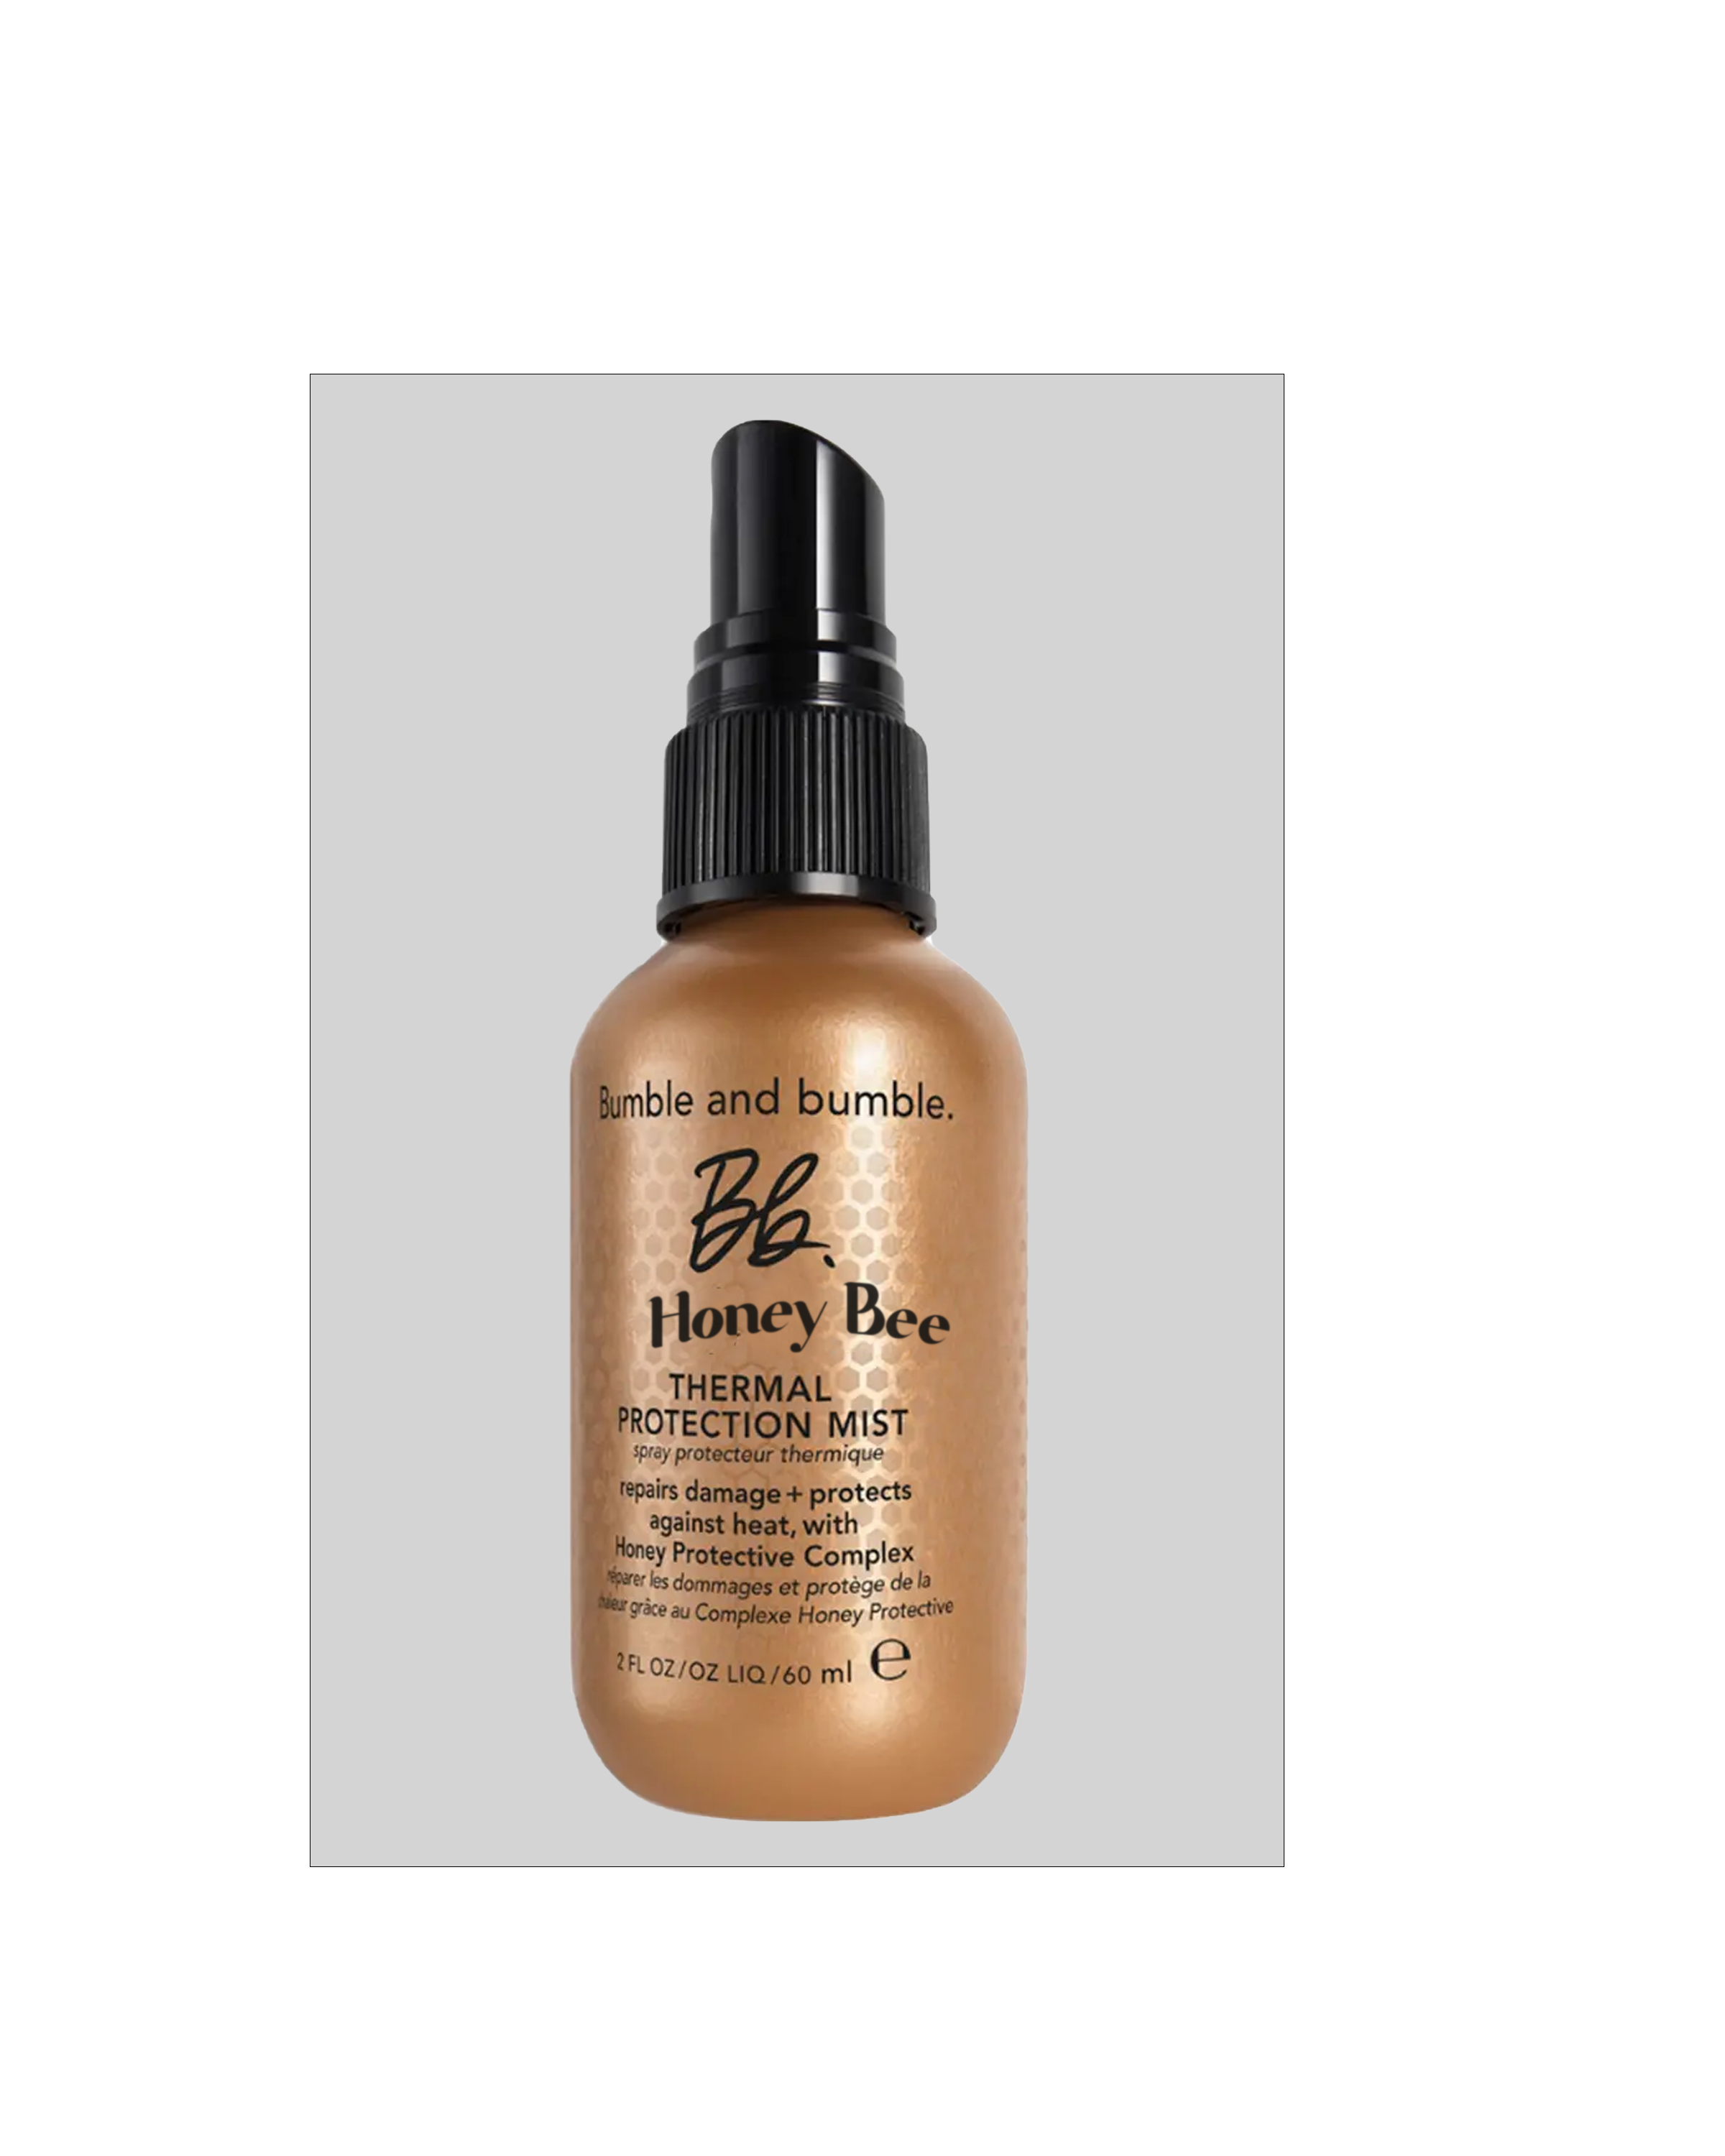 Bumble and bumble.
Bb.
Honey Bee
THERMAL
PROTECTION MIST
spray protecteur thermique
repairs damage + protects
against heat, with
Honey Protective Complex
réparer les dommages et protège de la
chaleur grâce au Complexe Honey Protective
2 FL OZ/OZ LIQ/60 ml ℮